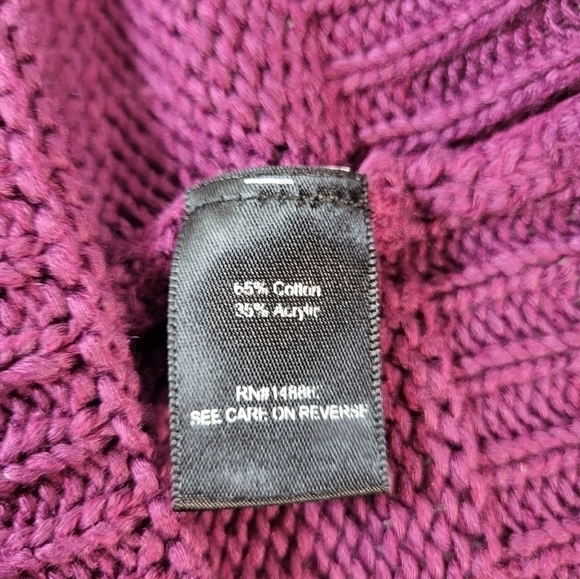 65% Cotton
35% Acrylic
SEE CARE ON REVERSE